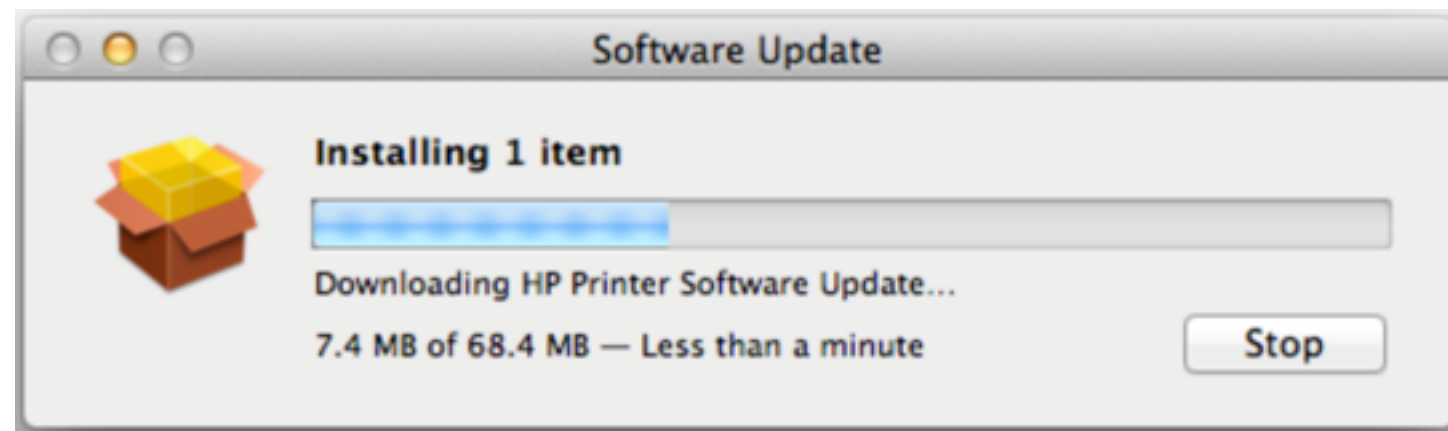 Software Update
Installing 1 item
Downloading HP Printer Software Update...
7.4 MB of 68.4 MB — Less than a minute
Stop